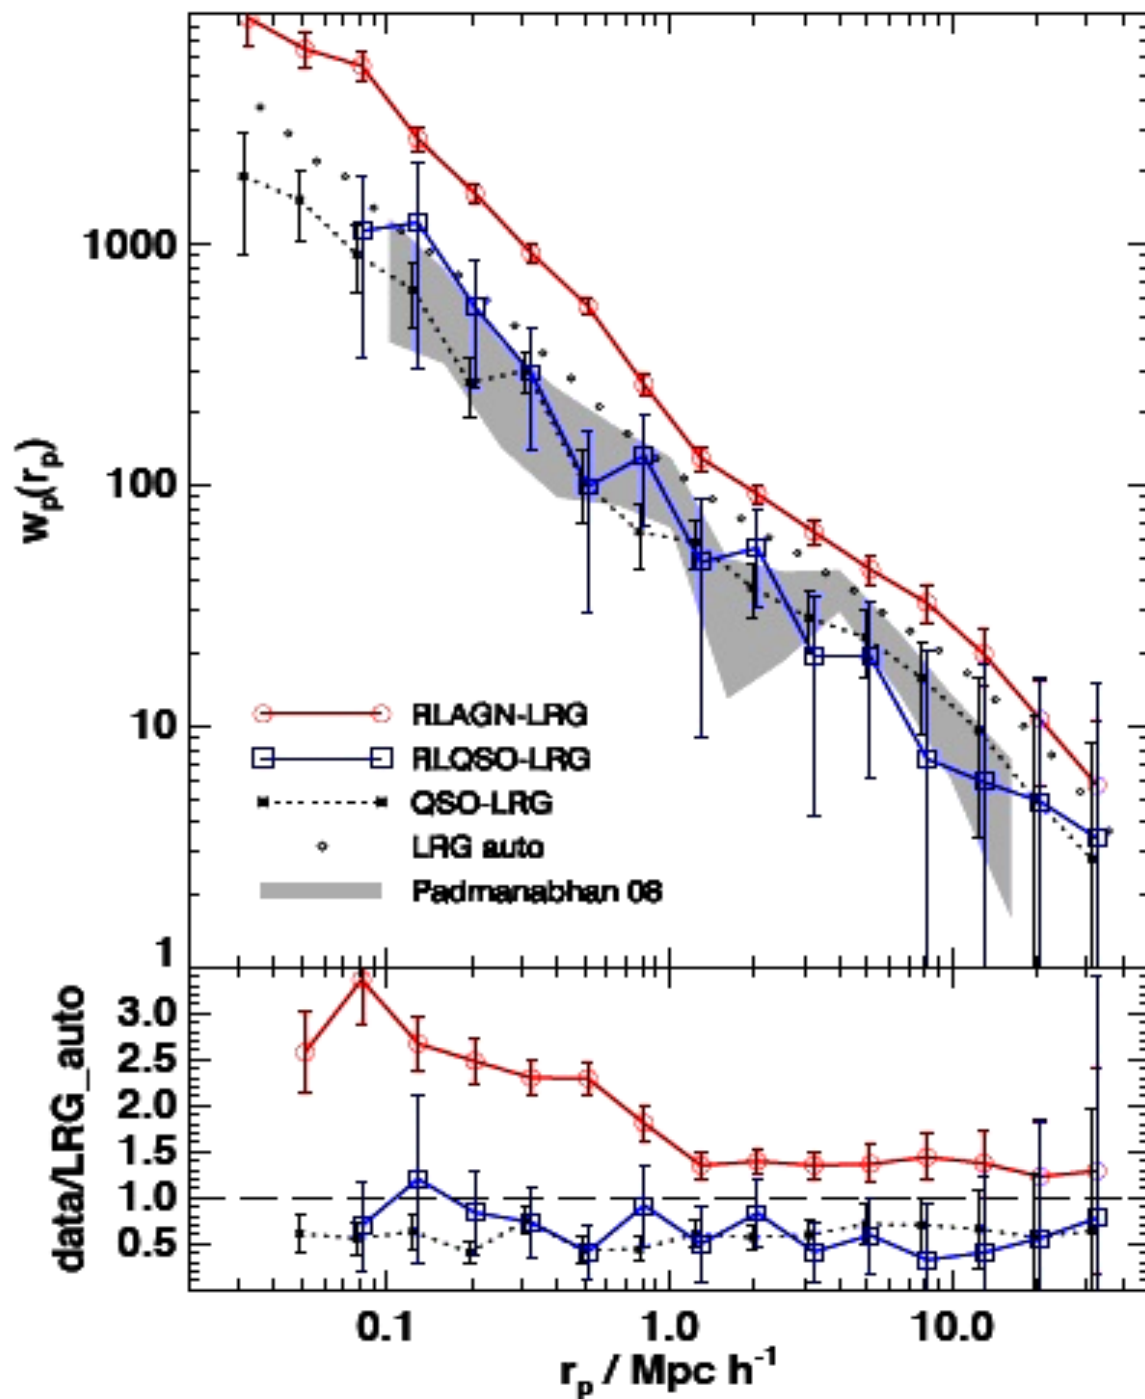 1000
100
10
1
w_p(r_p)
RLAGN-LRG
RLQSO-LRG
QSO-LRG
LRG auto
Padmanabhan 08
3.0
2.5
2.0
1.5
1.0
0.5
data/LRG_auto
0.1
1.0
10.0
r_p / Mpc h^-1